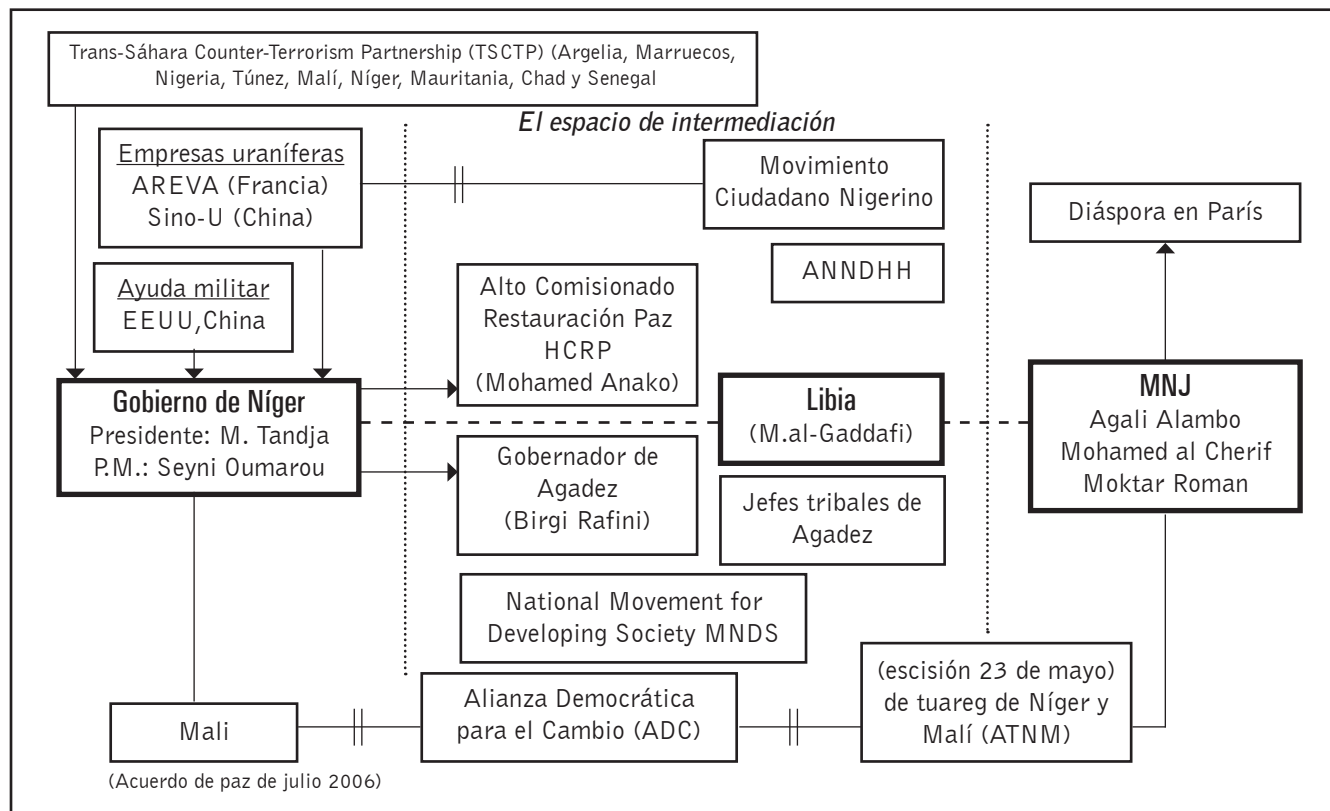 Trans-Sáhara Counter-Terrorism Partnership (TSCTP) (Argelia, Marruecos,
Nigeria, Túnez, Malí, Níger, Mauritania, Chad y Senegal
El espacio de intermediación
Empresas uraníferas
AREVA (Francia)
Sino-U (China)
Movimiento
Ciudadano Nigerino
Diáspora en París
ANNDHH
Ayuda militar
EEUU,China
Alto Comisionado
Restauración Paz
HCRP
(Mohamed Anako)
Gobierno de Níger
Presidente: M. Tandja
P.M.: Seyni Oumarou
Libia
(M.al-Gaddafi)
MNJ
Agali Alambo
Mohamed al Cherif
Moktar Roman
Gobernador de
Agadez
(Birgi Rafini)
Jefes tribales de
Agadez
National Movement for
Developing Society MNDS
Mali
(Acuerdo de paz de julio 2006)
Alianza Democrática
para el Cambio (ADC)
(escisión 23 de mayo)
de tuareg de Níger y
Malí (ATNM)